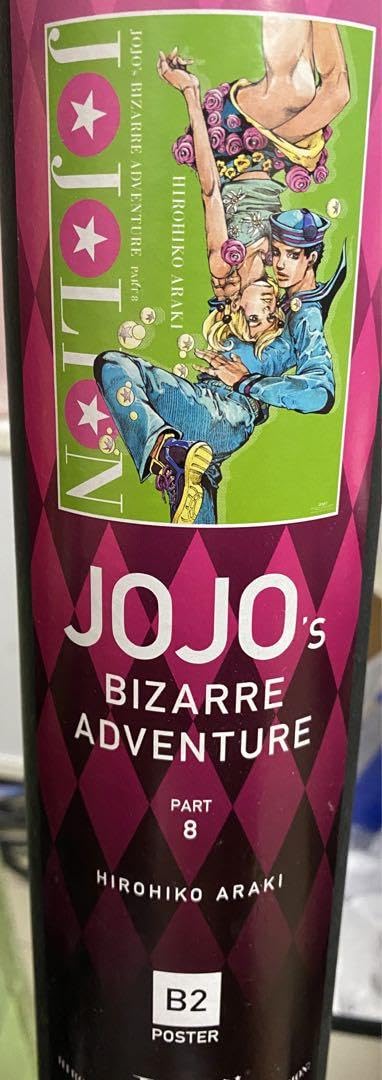 JOJOLION
JOJO's BIZARRE ADVENTURE PART 8
HIROHIKO ARAKI
JOJO's
BIZARRE
ADVENTURE
PART
8
HIROHIKO ARAKI
B2
POSTER